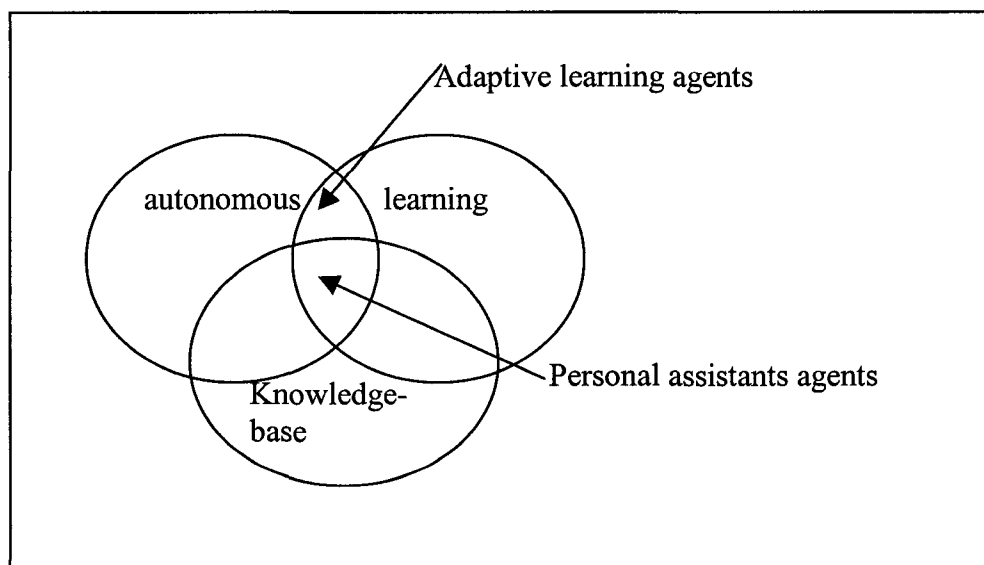 Adaptive learning agents
autonomous
learning
Personal assistants agents
Knowledge-
base